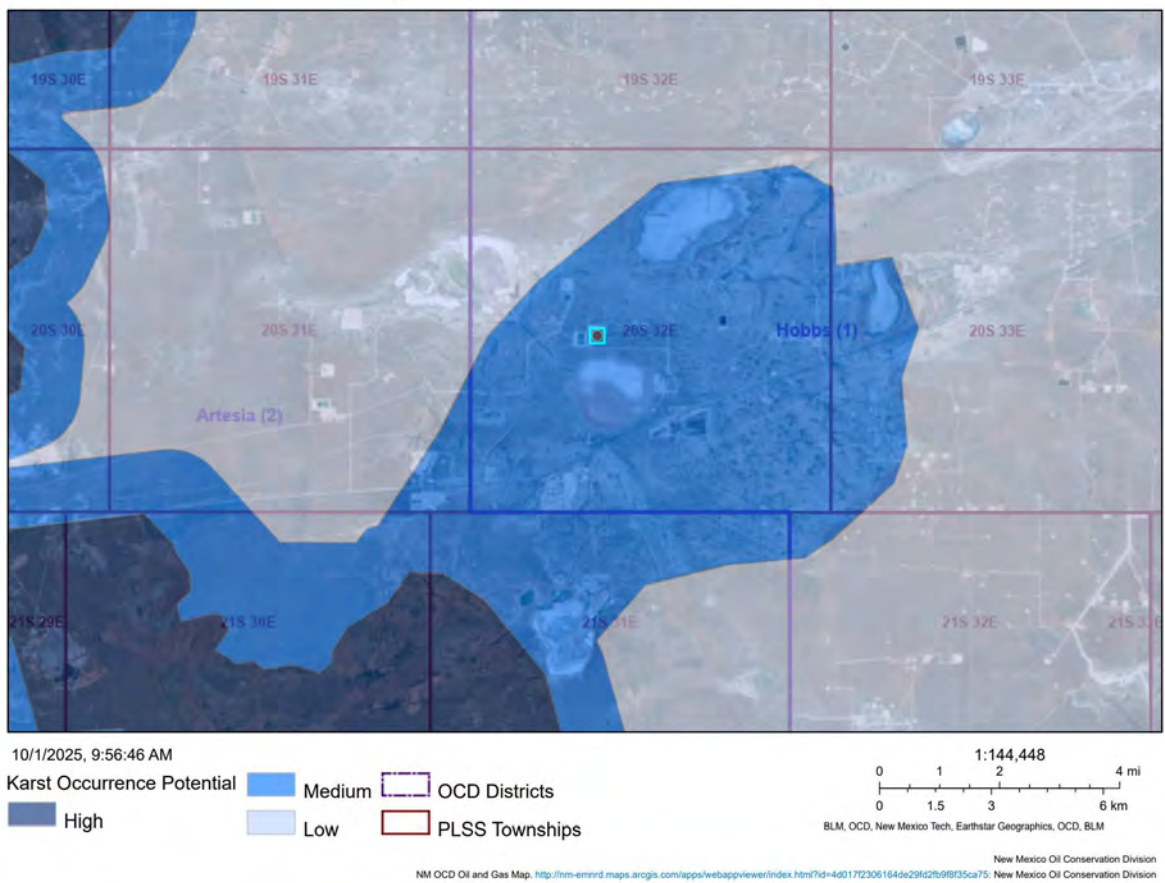 19S 30E
19S 31E
19S 32E
19S 33E
20S 30E
20S 31E
20S 32E
Hobbs (1)
20S 33E
Artesia (2)
21S 29E
21S 30E
21S 31E
21S 32E
21S 33E
10/1/2025, 9:56:46 AM
1:144,448
Karst Occurrence Potential
High
Medium
Low
OCD Districts
PLSS Townships
0 1 2 4 mi
0 1.5 3 6 km
BLM, OCD, New Mexico Tech, Earthstar Geographics, OCD, BLM
New Mexico Oil Conservation Division
NM OCD Oil and Gas Map. http://nm-emnrd.maps.arcgis.com/apps/webappviewer/index.html?id=4d017f2306164de29fd2fb9f8f35ca75: New Mexico Oil Conservation Division